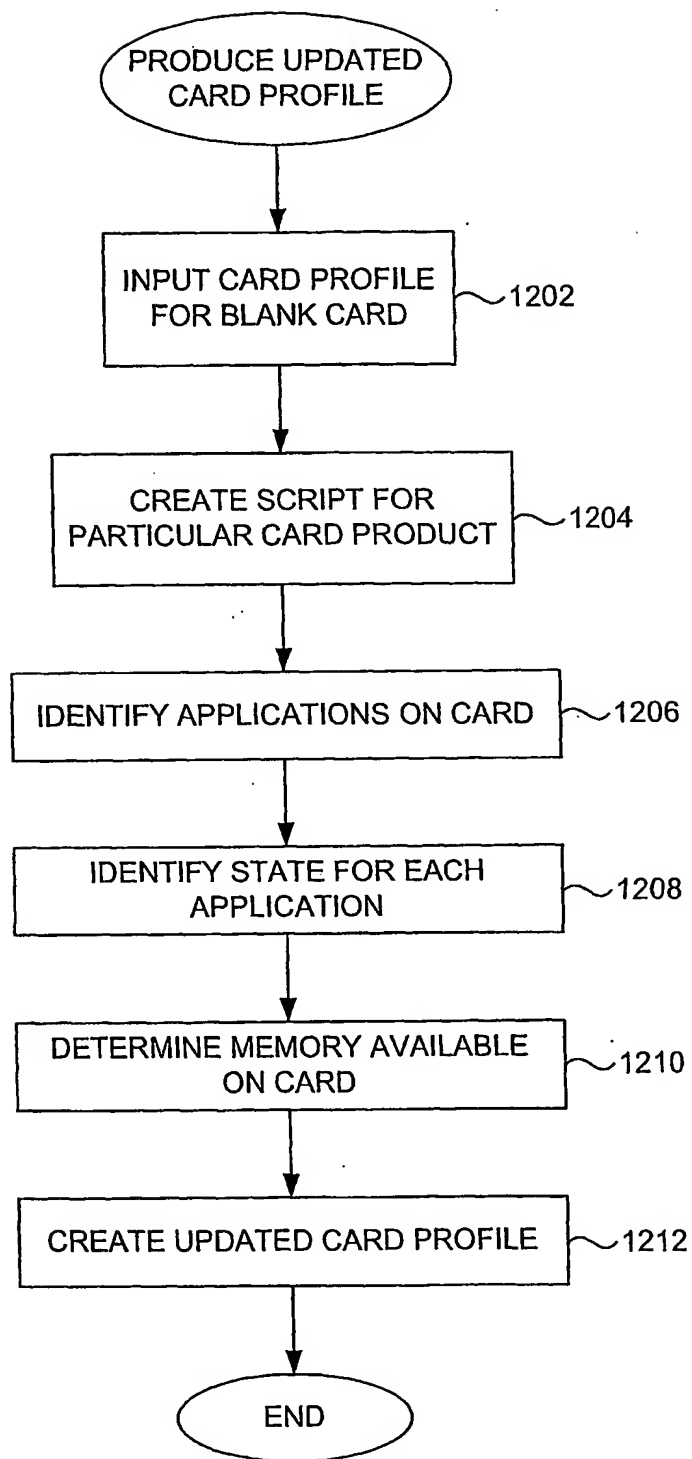 PRODUCE UPDATED
CARD PROFILE
INPUT CARD PROFILE
FOR BLANK CARD
1202
CREATE SCRIPT FOR
PARTICULAR CARD PRODUCT
1204
IDENTIFY APPLICATIONS ON CARD
1206
IDENTIFY STATE FOR EACH
APPLICATION
1208
DETERMINE MEMORY AVAILABLE
ON CARD
1210
CREATE UPDATED CARD PROFILE
1212
END